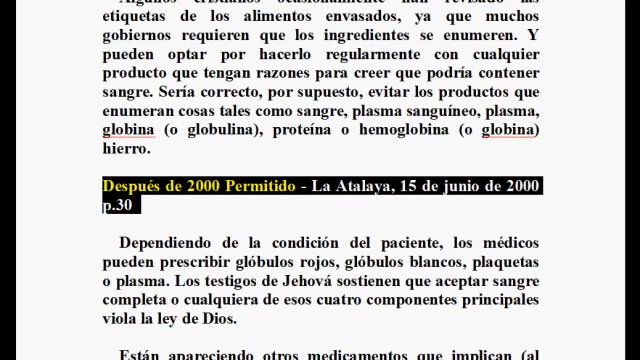 Algunos cristianos ocasionalmente han revisado las
etiquetas de los alimentos envasados, ya que muchos
gobiernos requieren que los ingredientes se enumeren. Y
pueden optar por hacerlo regularmente con cualquier
producto que tengan razones para creer que podría contener
sangre. Sería correcto, por supuesto, evitar los productos que
enumeran cosas tales como sangre, plasma sanguíneo, plasma,
globina (o globulina), proteína o hemoglobina (o globina)
hierro.
Después de 2000 Permitido - La Atalaya, 15 de junio de 2000
p.30
Dependiendo de la condición del paciente, los médicos
pueden prescribir glóbulos rojos, glóbulos blancos, plaquetas
o plasma. Los testigos de Jehová sostienen que aceptar sangre
completa o cualquiera de esos cuatro componentes principales
viola la ley de Dios.
Están apareciendo otros medicamentos que implican (al